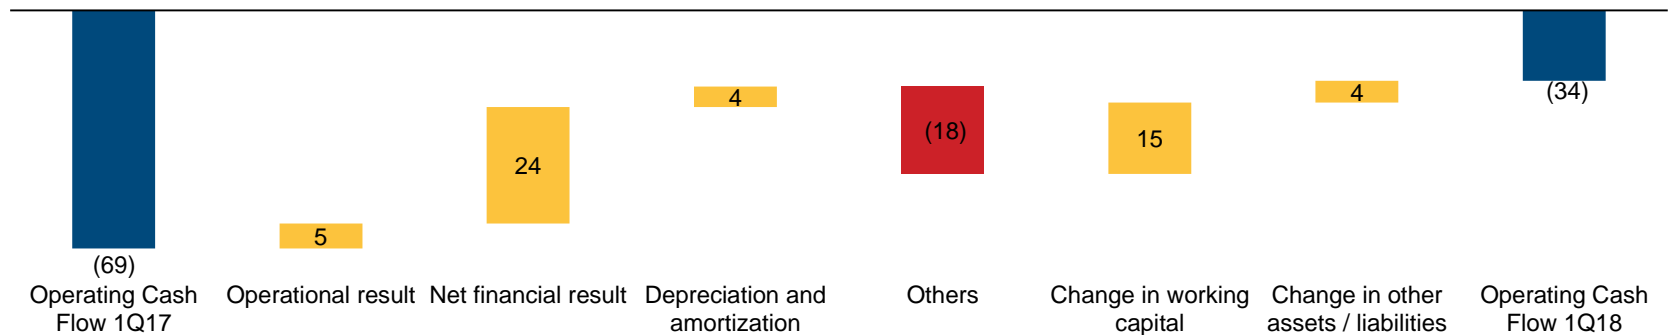 4
4
(34)
(18)
15
24
5
(69)
Operating Cash
Flow 1Q17
Operational result
Net financial result
Depreciation and
amortization
Others
Change in working
capital
Change in other
assets / liabilities
Operating Cash
Flow 1Q18